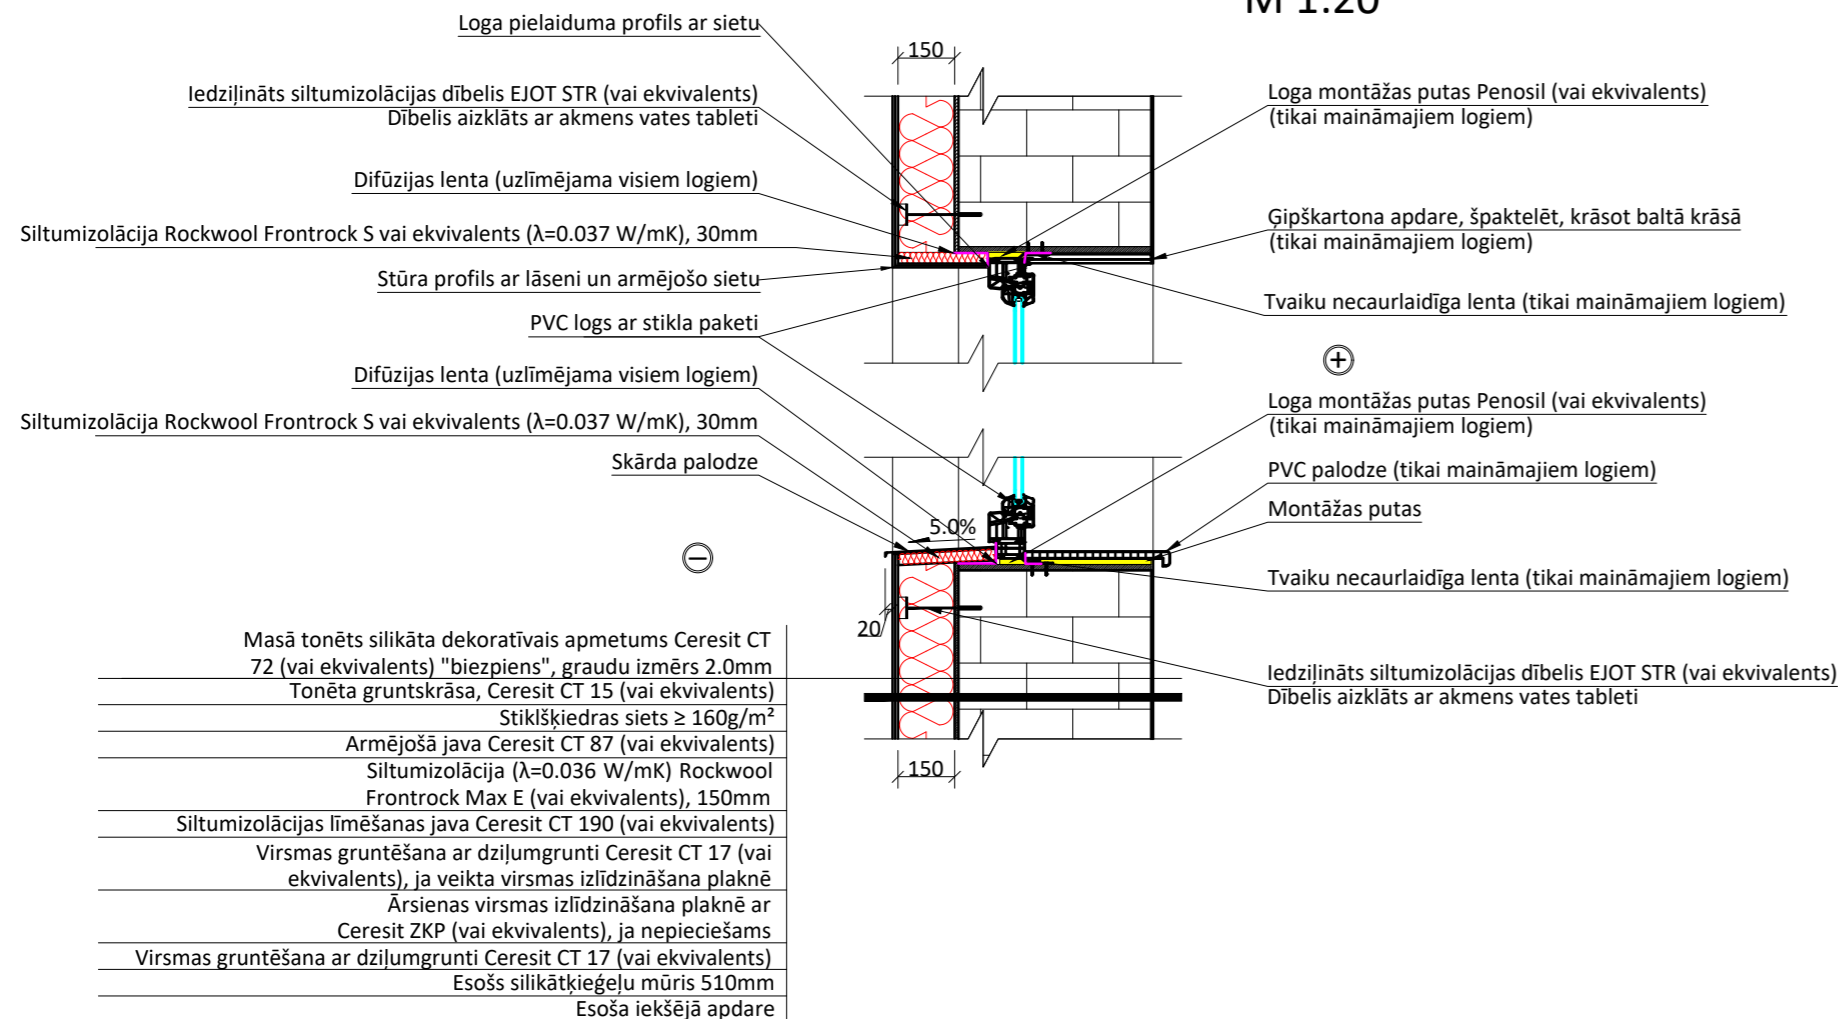 M 1:20
Loga pielaiduma profils ar sietu
150
Iedziļināts siltumizolācijas dībelis EJOT STR (vai ekvivalents)
Dībelis aizklāts ar akmens vates tableti
Loga montāžas putas Penosil (vai ekvivalents)
(tikai maināmajiem logiem)
Difūzijas lenta (uzlīmējama visiem logiem)
Siltumizolācija Rockwool Frontrock S vai ekvivalents (λ=0.037 W/mK), 30mm
Ģipškartona apdare, špaktelēt, krāsot baltā krāsā
(tikai maināmajiem logiem)
Stūra profils ar lāseni un armējošo sietu
Tvaiku necaurlaidīga lenta (tikai maināmajiem logiem)
PVC logs ar stikla paketi
+
Difūzijas lenta (uzlīmējama visiem logiem)
Loga montāžas putas Penosil (vai ekvivalents)
(tikai maināmajiem logiem)
Siltumizolācija Rockwool Frontrock S vai ekvivalents (λ=0.037 W/mK), 30mm
Skārda palodze
PVC palodze (tikai maināmajiem logiem)
Montāžas putas
5.0%
−
Tvaiku necaurlaidīga lenta (tikai maināmajiem logiem)
20
Iedziļināts siltumizolācijas dībelis EJOT STR (vai ekvivalents)
Dībelis aizklāts ar akmens vates tableti
Masā tonēts silikāta dekoratīvais apmetums Ceresit CT
72 (vai ekvivalents) "biezpiens", graudu izmērs 2.0mm
Tonēta gruntskrāsa, Ceresit CT 15 (vai ekvivalents)
Stiklšķiedras siets ≥ 160g/m²
Armējošā java Ceresit CT 87 (vai ekvivalents)
Siltumizolācija (λ=0.036 W/mK) Rockwool
Frontrock Max E (vai ekvivalents), 150mm
150
Siltumizolācijas līmēšanas java Ceresit CT 190 (vai ekvivalents)
Virsmas gruntēšana ar dziļumgrunti Ceresit CT 17 (vai
ekvivalents), ja veikta virsmas izlīdzināšana plaknē
Ārsienas virsmas izlīdzināšana plaknē ar
Ceresit ZKP (vai ekvivalents), ja nepieciešams
Virsmas gruntēšana ar dziļumgrunti Ceresit CT 17 (vai ekvivalents)
Esošs silikātķieģeļu mūris 510mm
Esoša iekšējā apdare